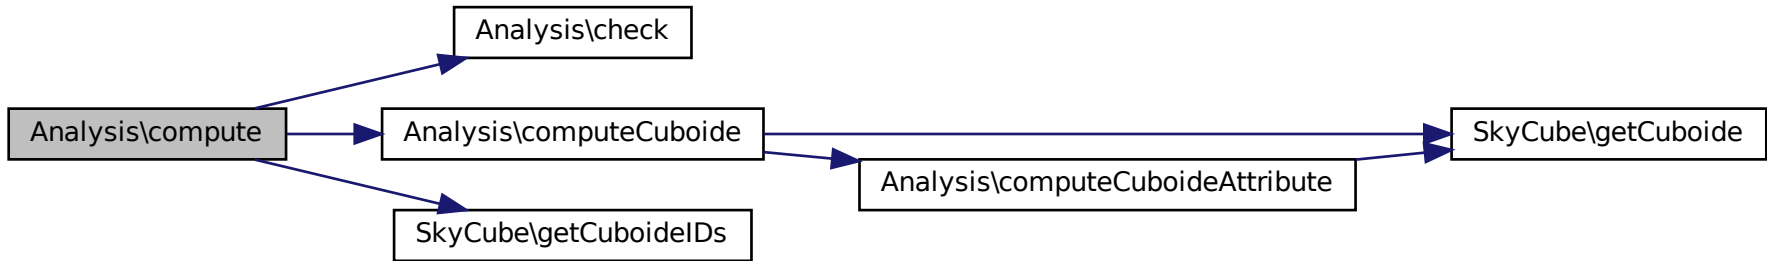 Analysis\check
Analysis\compute
Analysis\computeCuboide
SkyCube\getCuboide
Analysis\computeCuboideAttribute
SkyCube\getCuboideIDs